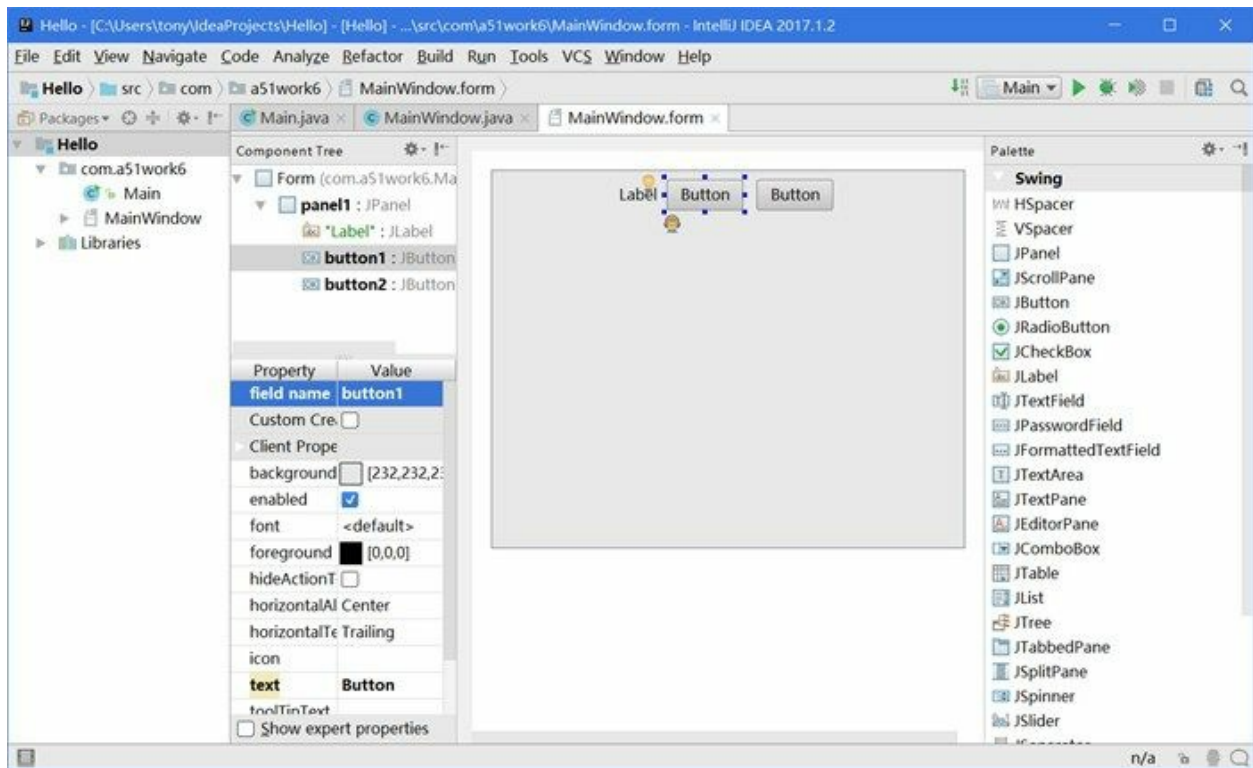 Hello - [C:\Users\tony\IdeaProjects\Hello] - [Hello] - ...\src\com\a51work6\MainWindow.form - IntelliJ IDEA 2017.1.2
File Edit View Navigate Code Analyze Refactor Build Run Tools VCS Window Help
Hello src com a51work6 MainWindow.form
Main
Packages
Main.java MainWindow.java MainWindow.form
Hello
com.a51work6
Main
MainWindow
Libraries
Component Tree
Form (com.a51work6.Ma
panel1 : JPanel
"Label" : JLabel
button1 : JButton
button2 : JButton
Property Value
field name button1
Custom Cre
Client Prope
background [232,232,23
enabled
font <default>
foreground [0,0,0]
hideActionT
horizontalAl Center
horizontalTe Trailing
icon
text Button
toolTipText
Show expert properties
Label Button Button
Palette
Swing
HSpacer
VSpacer
JPanel
JScrollPane
JButton
JRadioButton
JCheckBox
JLabel
JTextField
JPasswordField
JFormattedTextField
JTextArea
JTextPane
JEditorPane
JComboBox
JTable
JList
JTree
JTabbedPane
JSplitPane
JSpinner
JSlider
n/a